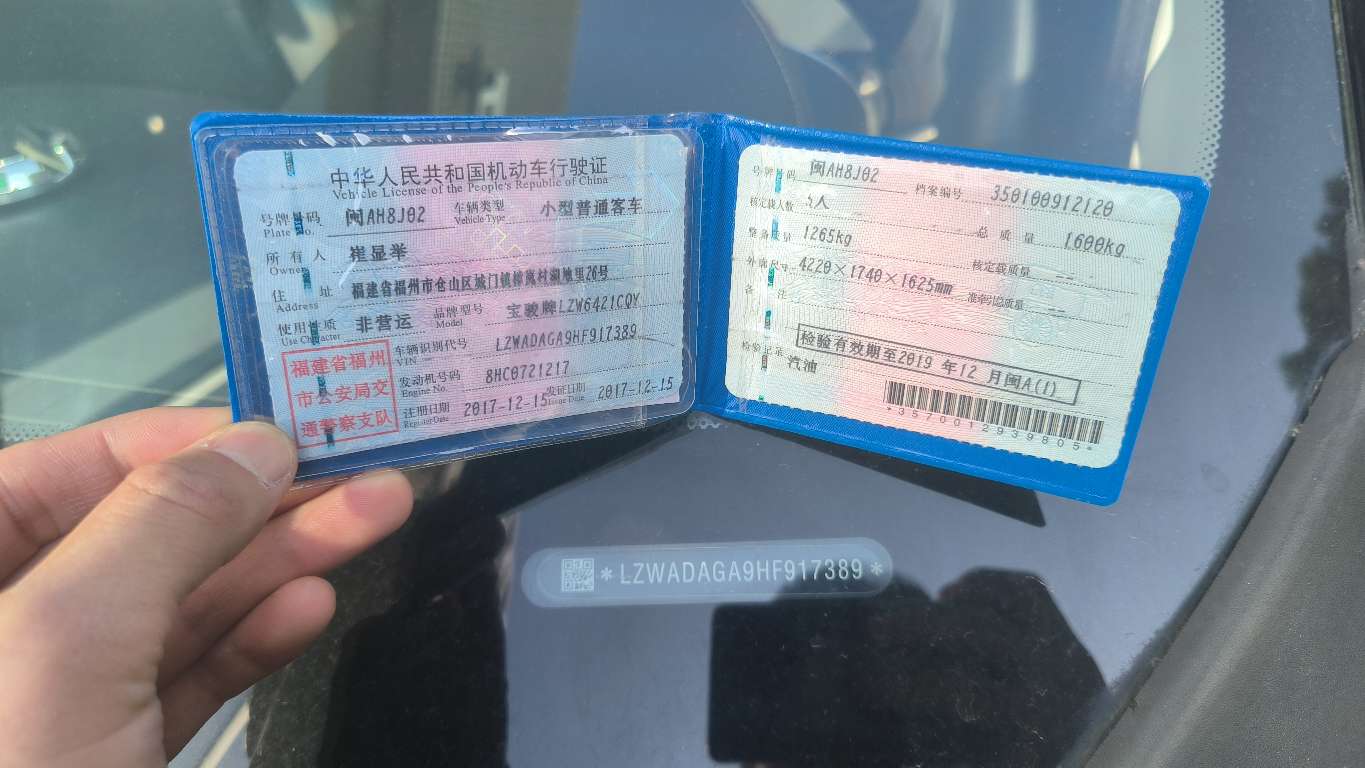 中华人民共和国机动车行驶证
Vehicle License of the People's Republic of China
号牌号码 闽AH8J02 车辆类型 小型普通客车
Plate No. Vehicle Type
所有人 崔显举
Owner
住址 福建省福州市仓山区城门镇樟岚村湖地里26号
Address
使用性质 非营运 品牌型号 宝骏牌LZW6421CQY
Use Character Model
车辆识别代号 LZWADAGA9HF917389
VIN
发动机号码 8HC0721217
Engine No.
注册日期 2017-12-15 发证日期 2017-12-15
Register Date Issue Date
福建省福州
市公安局交
通警察支队
号牌号码 闽AH8J02 档案编号 350100912120
核定载人数 5人 总质量 1600kg
整备质量 1265kg 核定载质量 -- -
外廓尺寸 4220×1740×1625mm 准牵引总质量 -- -
备注
检验有效期至2019 年12 月闽A(1)
检验记录 汽油
*3570012939805*
*LZWADAGA9HF917389*